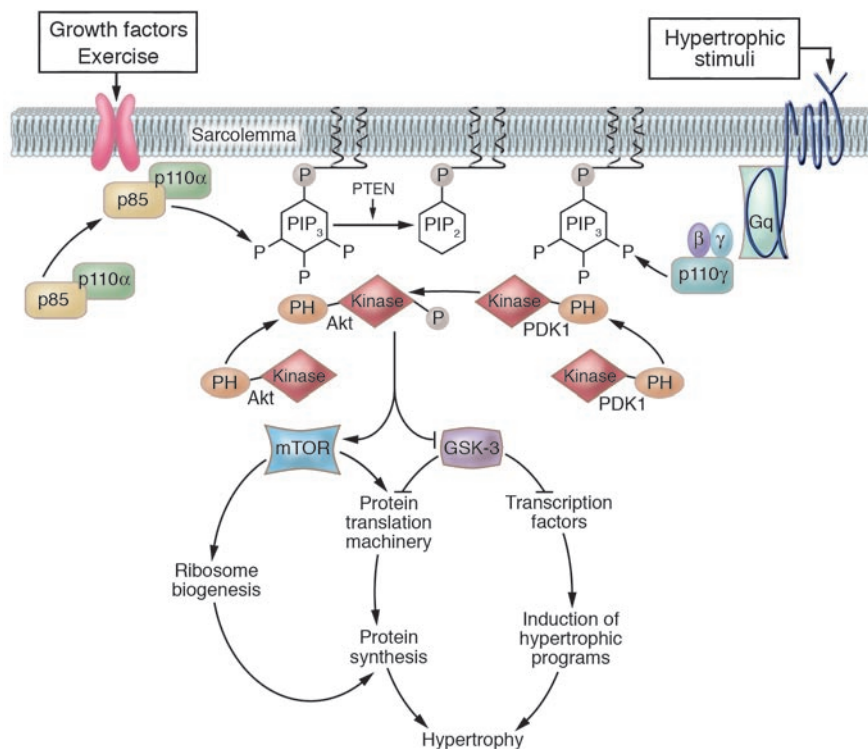 Growth factors
Exercise
Hypertrophic
stimuli
Sarcolemma
p110α
p85
P
PIP3
P
P
P
PTEN
P
PIP2
P
PIP3
P
P
P
β
γ
Gq
p110γ
p110α
p85
PH
Kinase
Akt
P
Kinase
PH
PDK1
PH
Kinase
Akt
Kinase
PH
PDK1
mTOR
GSK-3
Protein
translation
machinery
Transcription
factors
Ribosome
biogenesis
Protein
synthesis
Induction of
hypertrophic
programs
Hypertrophy